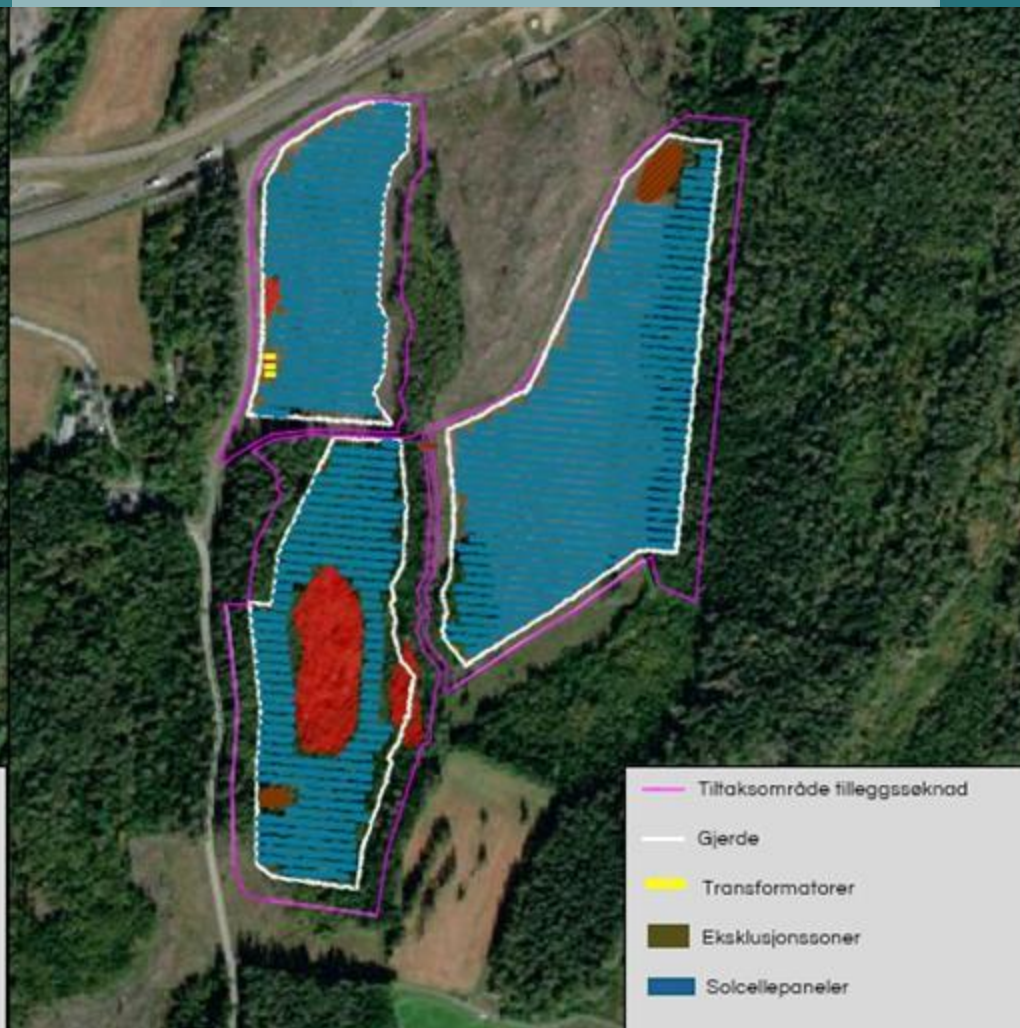 Tiltaksområde tilleggssøknad
Gjerde
Transformatorer
Eksklusjonssoner
Solcellepaneler